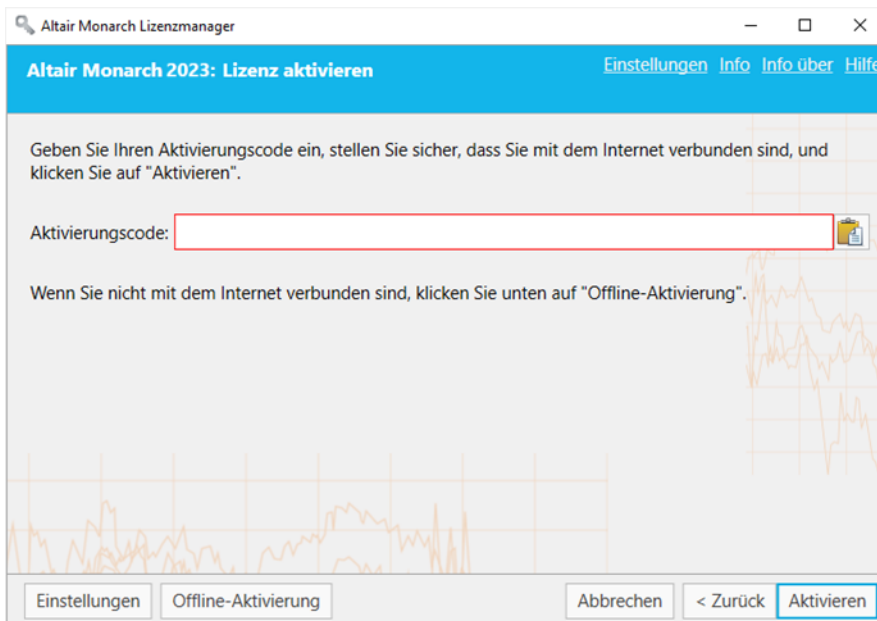 Altair Monarch Lizenzmanager
Altair Monarch 2023: Lizenz aktivieren
Einstellungen Info Info über Hilfe
Geben Sie Ihren Aktivierungscode ein, stellen Sie sicher, dass Sie mit dem Internet verbunden sind, und
klicken Sie auf "Aktivieren".
Aktivierungscode:
Wenn Sie nicht mit dem Internet verbunden sind, klicken Sie unten auf "Offline-Aktivierung".
Einstellungen Offline-Aktivierung Abbrechen < Zurück Aktivieren